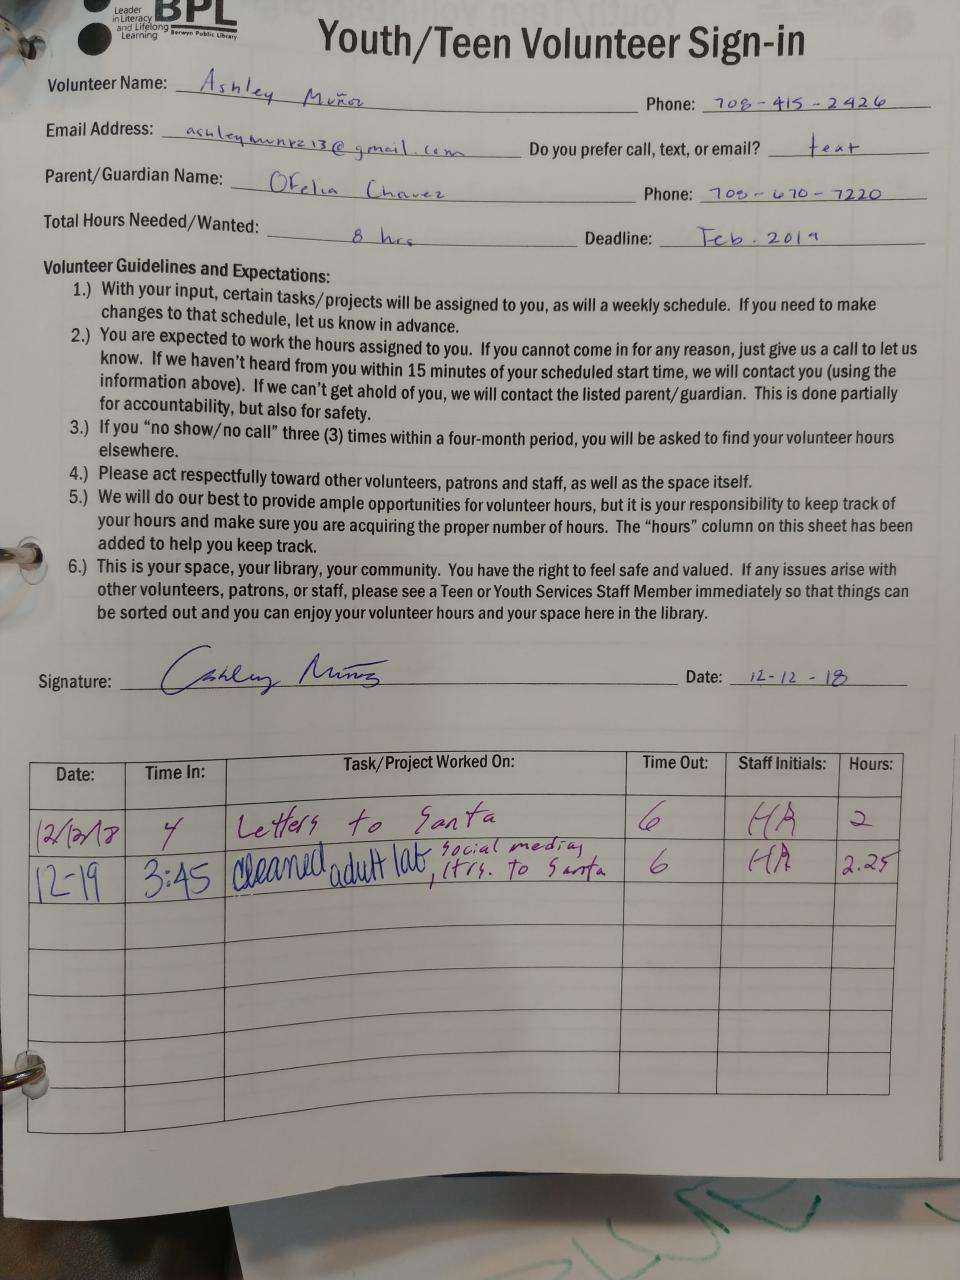 Leader
in Literacy
and Lifelong
Learning
BPL
Berwyn Public Library
Youth/Teen Volunteer Sign-in
Volunteer Name: Ashley Muñoz Phone: 708-415-2426
Email Address: @gmail.com Do you prefer call, text, or email? text
Parent/Guardian Name: Ofelia Chavez Phone: 708-670-7220
Total Hours Needed/Wanted: 8 hrs Deadline: Feb. 2019
Volunteer Guidelines and Expectations:
1.) With your input, certain tasks/projects will be assigned to you, as will a weekly schedule. If you need to make
changes to that schedule, let us know in advance.
2.) You are expected to work the hours assigned to you. If you cannot come in for any reason, just give us a call to let us
know. If we haven't heard from you within 15 minutes of your scheduled start time, we will contact you (using the
information above). If we can't get ahold of you, we will contact the listed parent/guardian. This is done partially
for accountability, but also for safety.
3.) If you "no show/no call" three (3) times within a four-month period, you will be asked to find your volunteer hours
elsewhere.
4.) Please act respectfully toward other volunteers, patrons and staff, as well as the space itself.
5.) We will do our best to provide ample opportunities for volunteer hours, but it is your responsibility to keep track of
your hours and make sure you are acquiring the proper number of hours. The "hours" column on this sheet has been
added to help you keep track.
6.) This is your space, your library, your community. You have the right to feel safe and valued. If any issues arise with
other volunteers, patrons, or staff, please see a Teen or Youth Services Staff Member immediately so that things can
be sorted out and you can enjoy your volunteer hours and your space here in the library.
Signature: Ashley Muñoz Date: 12-12-18
Date: Time In: Task/Project Worked On: Time Out: Staff Initials: Hours:
12/12/18 4 Letters to Santa 6 HA 2
12-19 3:45 cleaned adult lab, social media, ltrs. to Santa 6 HA 2.25